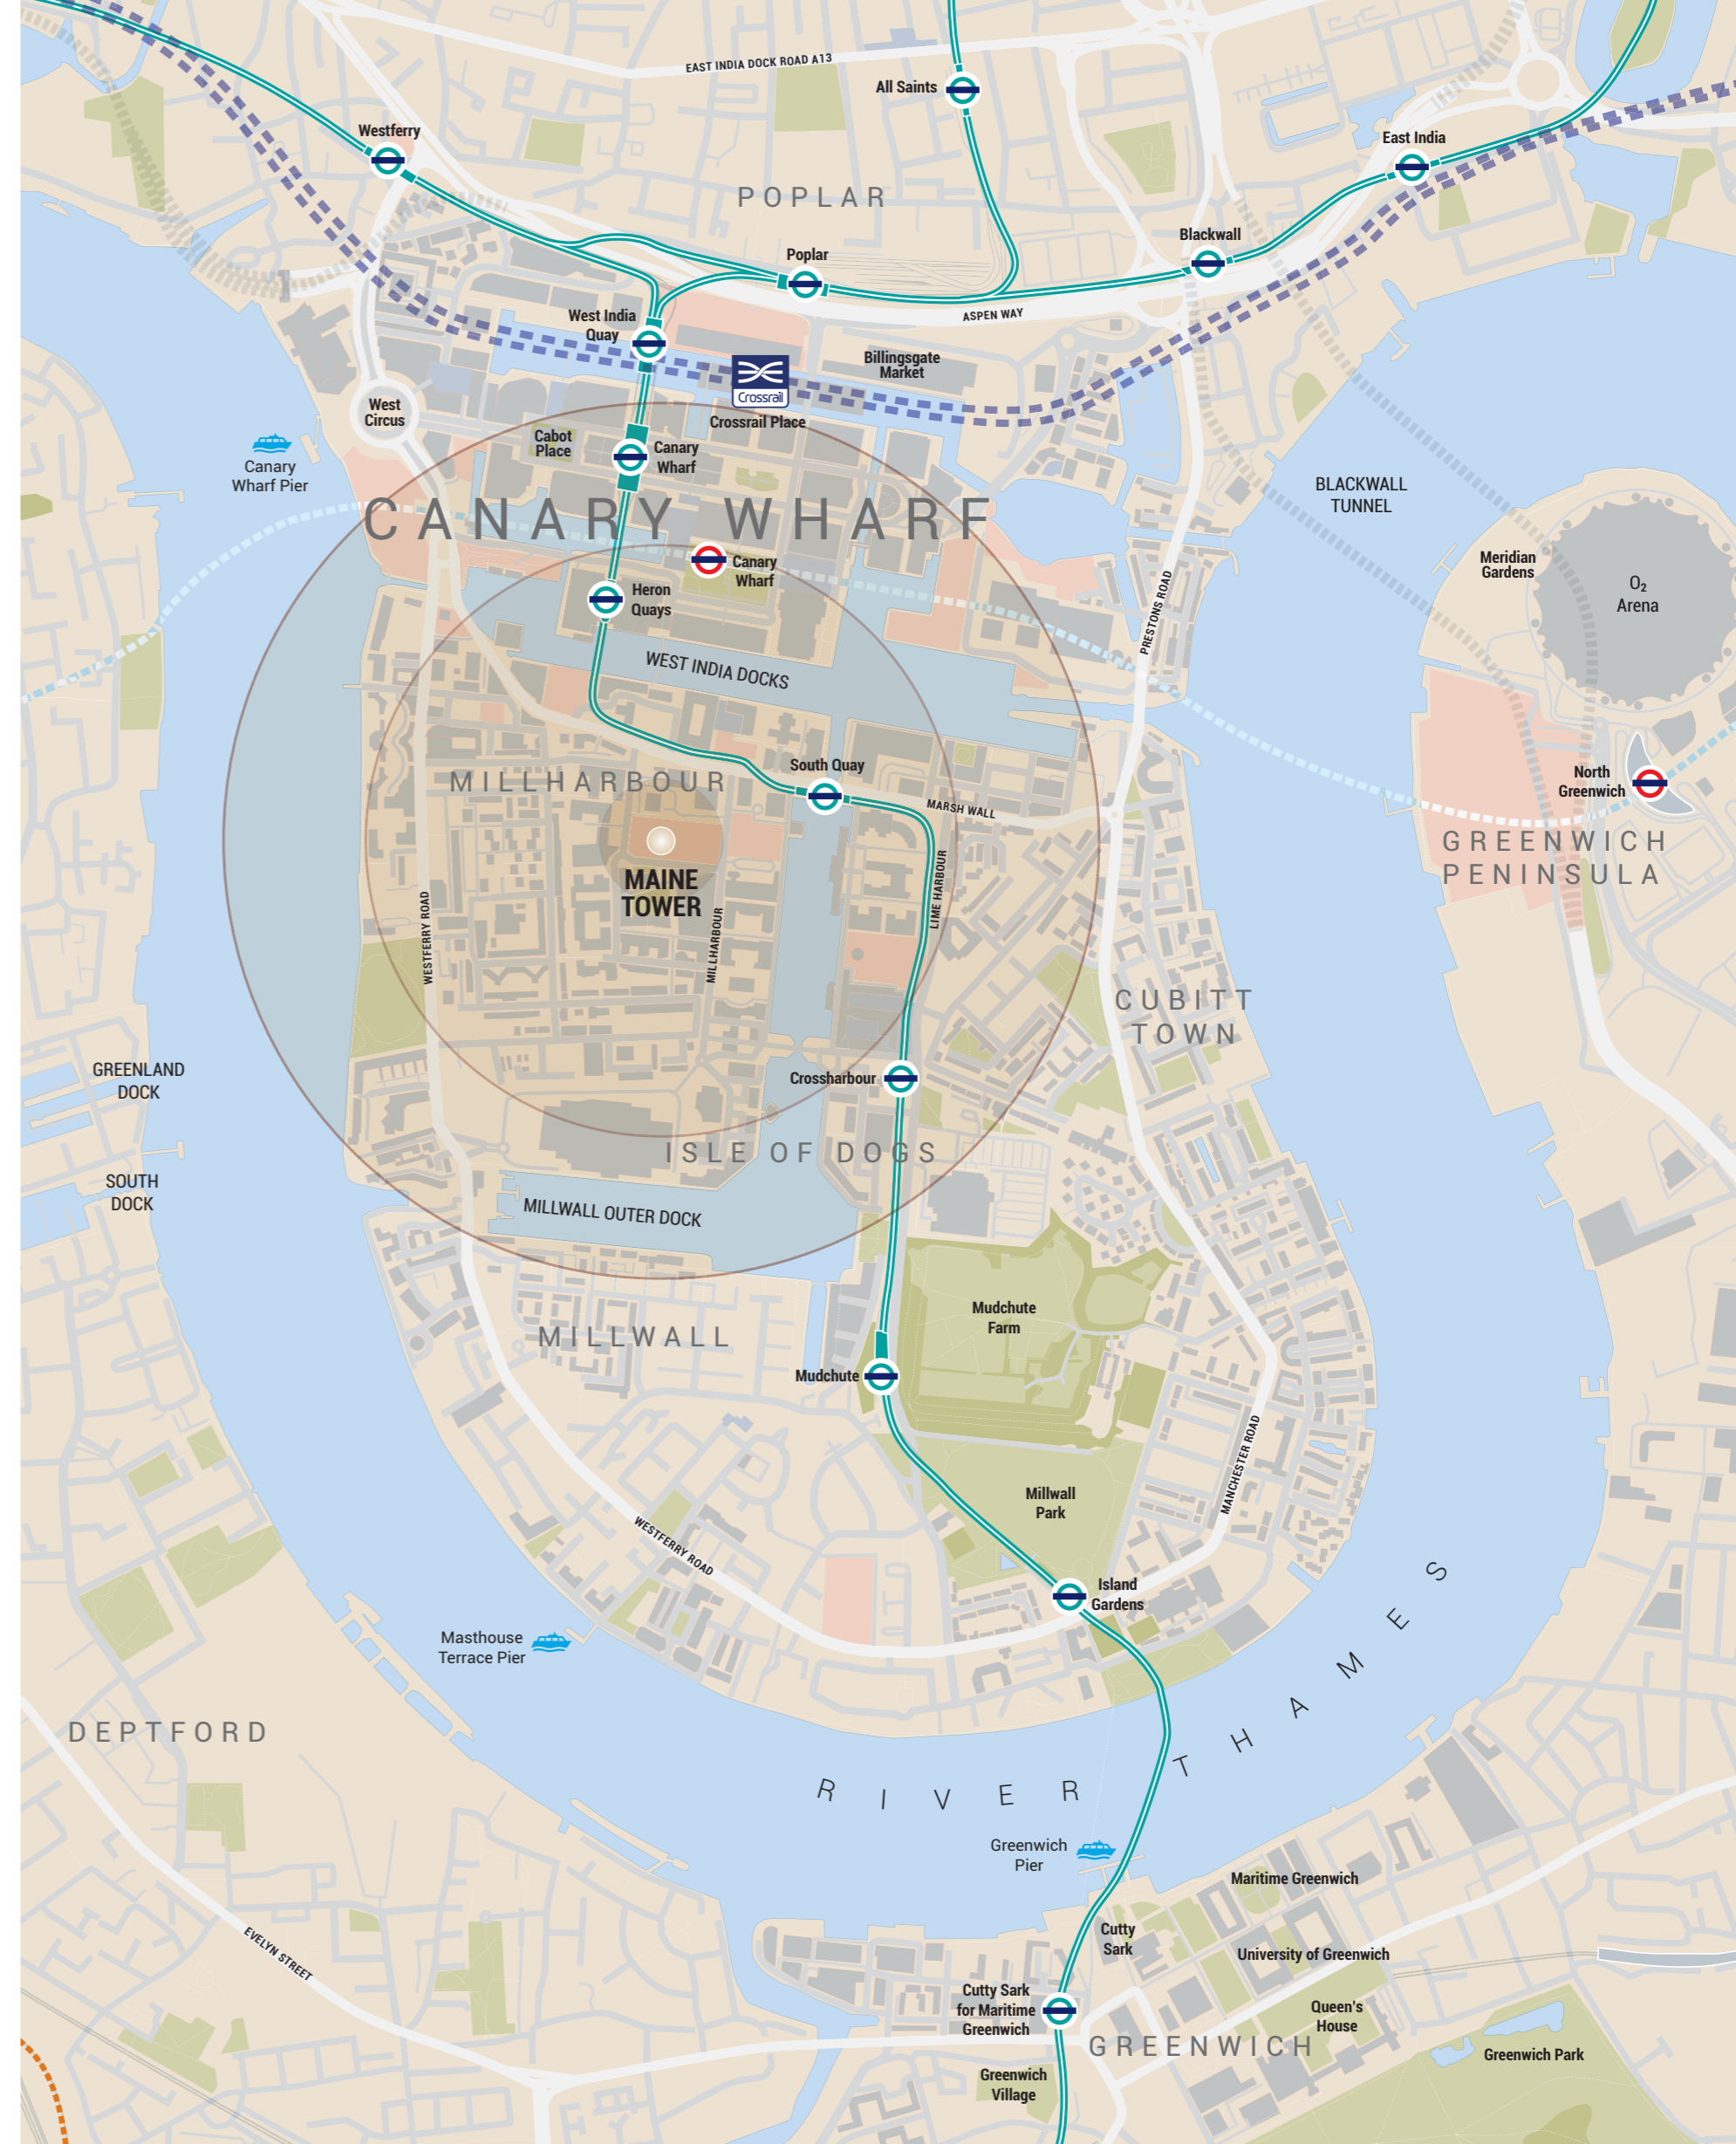 EAST INDIA DOCK ROAD A13
All Saints
Westferry
East India
POPLAR
Blackwall
Poplar
West India
Quay
ASPEN WAY
Billingsgate
Market
Crossrail
Crossrail Place
West
Circus
Cabot
Place
Canary
Wharf
Canary
Wharf Pier
BLACKWALL
TUNNEL
CANARY WHARF
Canary
Wharf
Meridian
Gardens
O₂
Arena
Heron
Quays
PRESTONS ROAD
WEST INDIA DOCKS
South Quay
MILLHARBOUR
North
Greenwich
MARSH WALL
GREENWICH
PENINSULA
MAINE
TOWER
LIME HARBOUR
WESTFERRY ROAD
MILLHARBOUR
CUBITT
TOWN
GREENLAND
DOCK
Crossharbour
ISLE OF DOGS
SOUTH
DOCK
MILLWALL OUTER DOCK
Mudchute
Farm
MILLWALL
Mudchute
MANCHESTER ROAD
Millwall
Park
WESTFERRY ROAD
Island
Gardens
Masthouse
Terrace Pier
DEPTFORD
RIVER THAMES
Greenwich
Pier
Maritime Greenwich
Cutty
Sark
EVELYN STREET
University of Greenwich
Cutty Sark
for Maritime
Greenwich
Queen's
House
GREENWICH
Greenwich Park
Greenwich
Village